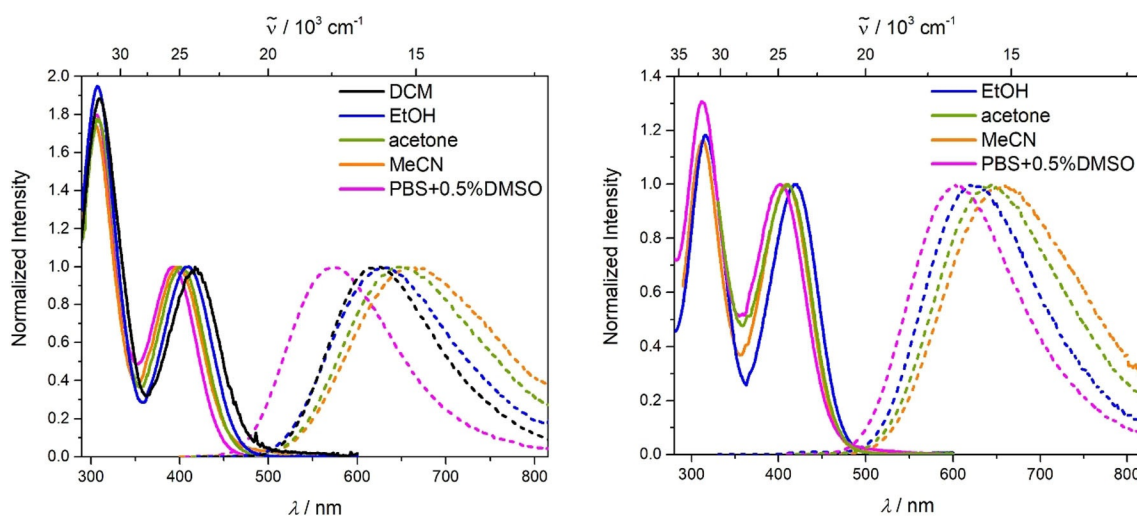 ṽ / 10³ cm⁻¹
30 25 20 15
2.0
1.8
1.6
1.4
1.2
1.0
0.8
0.6
0.4
0.2
0.0
Normalized Intensity
DCM
EtOH
acetone
MeCN
PBS+0.5%DMSO
300 400 500 600 700 800
λ / nm
ṽ / 10³ cm⁻¹
35 30 25 20 15
1.4
1.2
1.0
0.8
0.6
0.4
0.2
0.0
Normalized Intensity
EtOH
acetone
MeCN
PBS+0.5%DMSO
300 400 500 600 700 800
λ / nm